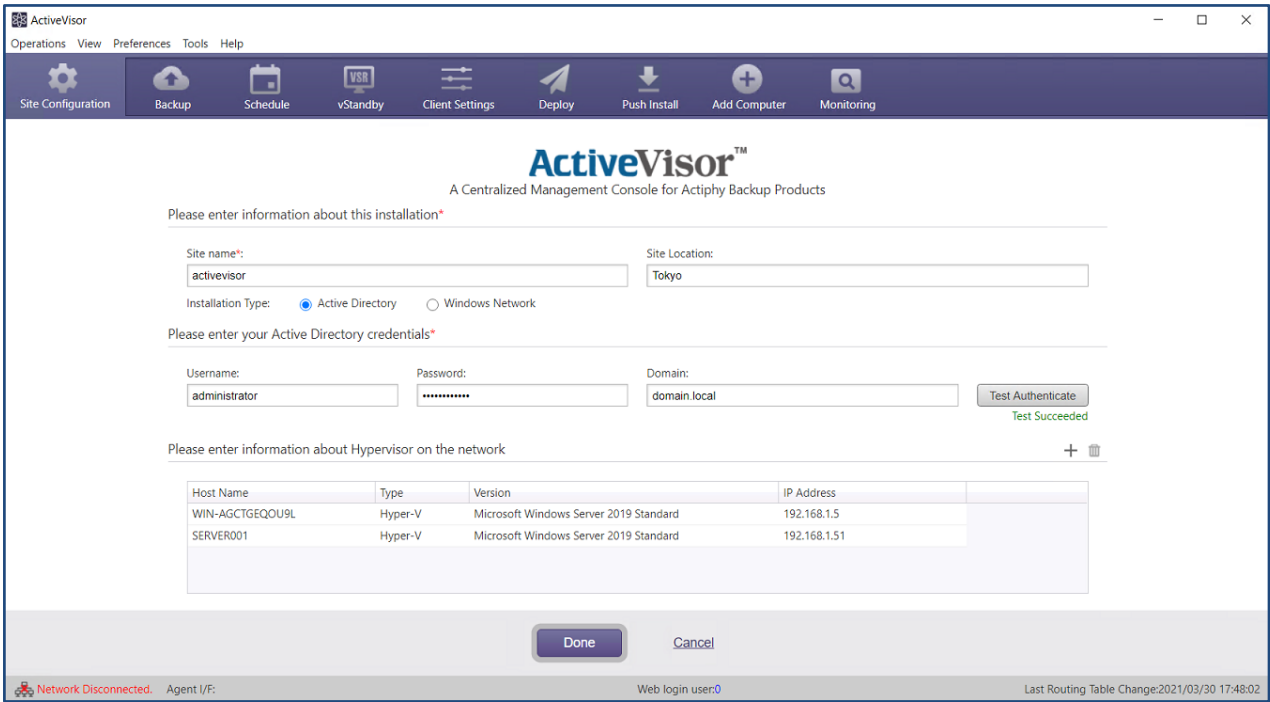 ActiveVisor
Operations View Preferences Tools Help
VSR
Site Configuration Backup Schedule vStandby Client Settings Deploy Push Install Add Computer Monitoring
ActiveVisor™
A Centralized Management Console for Actiphy Backup Products
Please enter information about this installation*
Site name*: Site Location:
activevisor Tokyo
Installation Type: Active Directory Windows Network
Please enter your Active Directory credentials*
Username: Password: Domain:
administrator •••••••••••• domain.local Test Authenticate
Test Succeeded
Please enter information about Hypervisor on the network
Host Name Type Version IP Address
WIN-AGCTGEQOU9L Hyper-V Microsoft Windows Server 2019 Standard 192.168.1.5
SERVER001 Hyper-V Microsoft Windows Server 2019 Standard 192.168.1.51
Done Cancel
Network Disconnected. Agent I/F: Web login user:0 Last Routing Table Change:2021/03/30 17:48:02